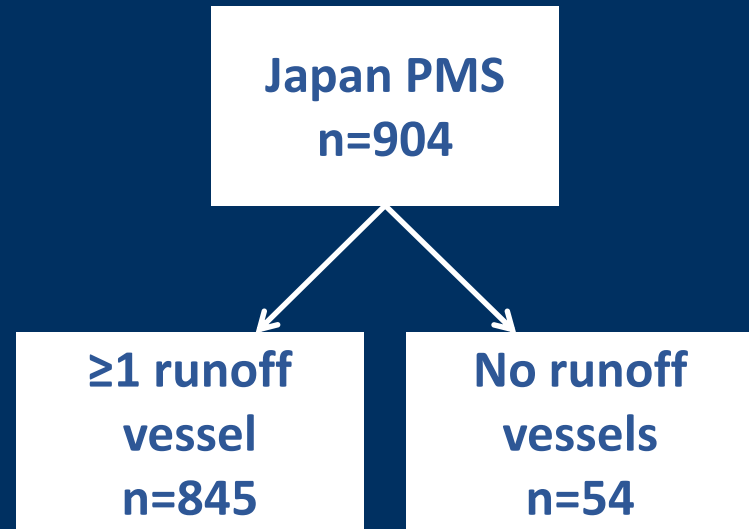 Japan PMS
n=904
≥1 runoff
vessel
n=845
No runoff
vessels
n=54